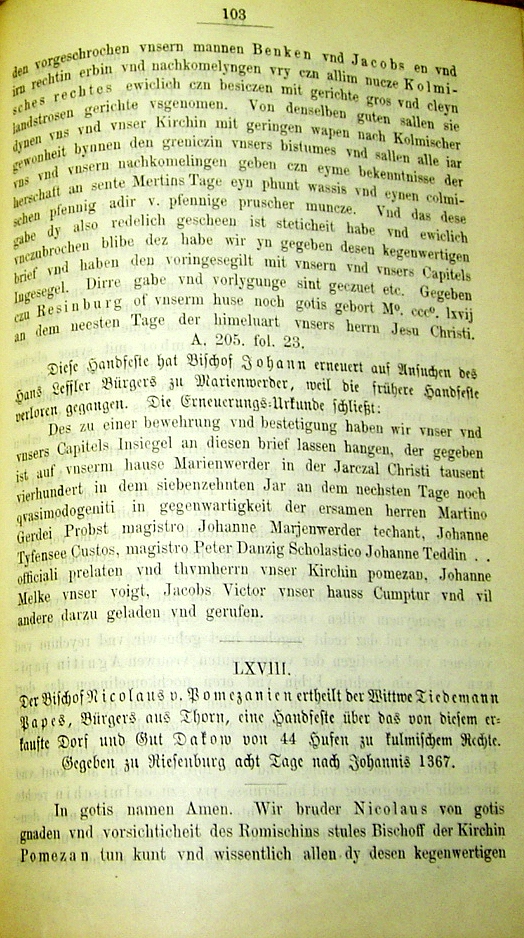 103
den vorgeschrochen vnsern mannen Benken vnd Jacobs en vnd
irn rechtin erbin vnd nachkomelyngen vry czn allim nucze Kolmi-
sches rechtes ewiclich czn besiczen mit gerichte gros vnd cleyn
landstrosen gerichte vsgenomen. Von denselben guten sallen sie
dynen vns vnd vnser Kirchin mit geringen wapen nach Kolmischer
gewonheit bynnen den greniczin vnsers bistumes vnd sallen alle iar
vns vnd vnsern nachkomelingen geben czn eyme bekenntnisse der
herschaft an sente Mertins Tage eyn phunt wassis vnd eynen colmi-
schen pfennig adir v. pfennige pruscher muncze. Vnd das dese
gabe dy also redelich gescheen ist steticheit habe vnd ewiclich
vnczubrochen blibe dez habe wir yn gegeben desen kegenwertigen
brief vnd haben den voringesegilt mit vnsern vnd vnsers Capitels
Ingesegel. Dirre gabe vnd vorlygunge sint geczuet etc. Gegeben
czu Resinburg of vnserm huse noch gotis gebort M⁰. ccc⁰. lxvij
an dem neesten Tage der himeluart vnsers herrn Jesu Christi.
A. 205. fol. 23.
Diese Handfeste hat Bischof Johann erneuert auf Ansuchen des
Hans Leffler Bürgers zu Marienwerder, weil die frühere Handfeste
verloren gegangen. Die Erneuerungs-Urkunde schließt:
Des zu einer bewehrung vnd bestetigung haben wir vnser vnd
vnsers Capitels Insiegel an diesen brief lassen hangen, der gegeben
ist auf vnserm hause Marienwerder in der Jarczal Christi tausent
vierhundert in dem siebenzehnten Jar an dem nechsten Tage noch
qvasimodogeniti in gegenwartigkeit der ersamen herren Martino
Gerdei Probst magistro Johanne Marjenwerder techant, Johanne
Tyfensee Custos, magistro Peter Danzig Scholastico Johanne Teddin . .
officiali prelaten vnd thvmherrn vnser Kirchin pomezan, Johanne
Melke vnser voigt, Jacobs Victor vnser hauss Cumptur vnd vil
andere darzu geladen vnd gerufen.
LXVIII.
Der Bischof Nicolaus v. Pomezanien ertheilt der Wittwe Tiedemann
Papes, Bürgers aus Thorn, eine Handfeste über das von diesem er-
kaufte Dorf und Gut Dakow von 44 Hufen zu kulmischem Rechte.
Gegeben zu Riesenburg acht Tage nach Johannis 1367.
In gotis namen Amen. Wir bruder Nicolaus von gotis
gnaden vnd vorsichticheit des Romischins stules Bischoff der Kirchin
Pomezan tun kunt vnd wissentlich allen dy desen kegenwertigen